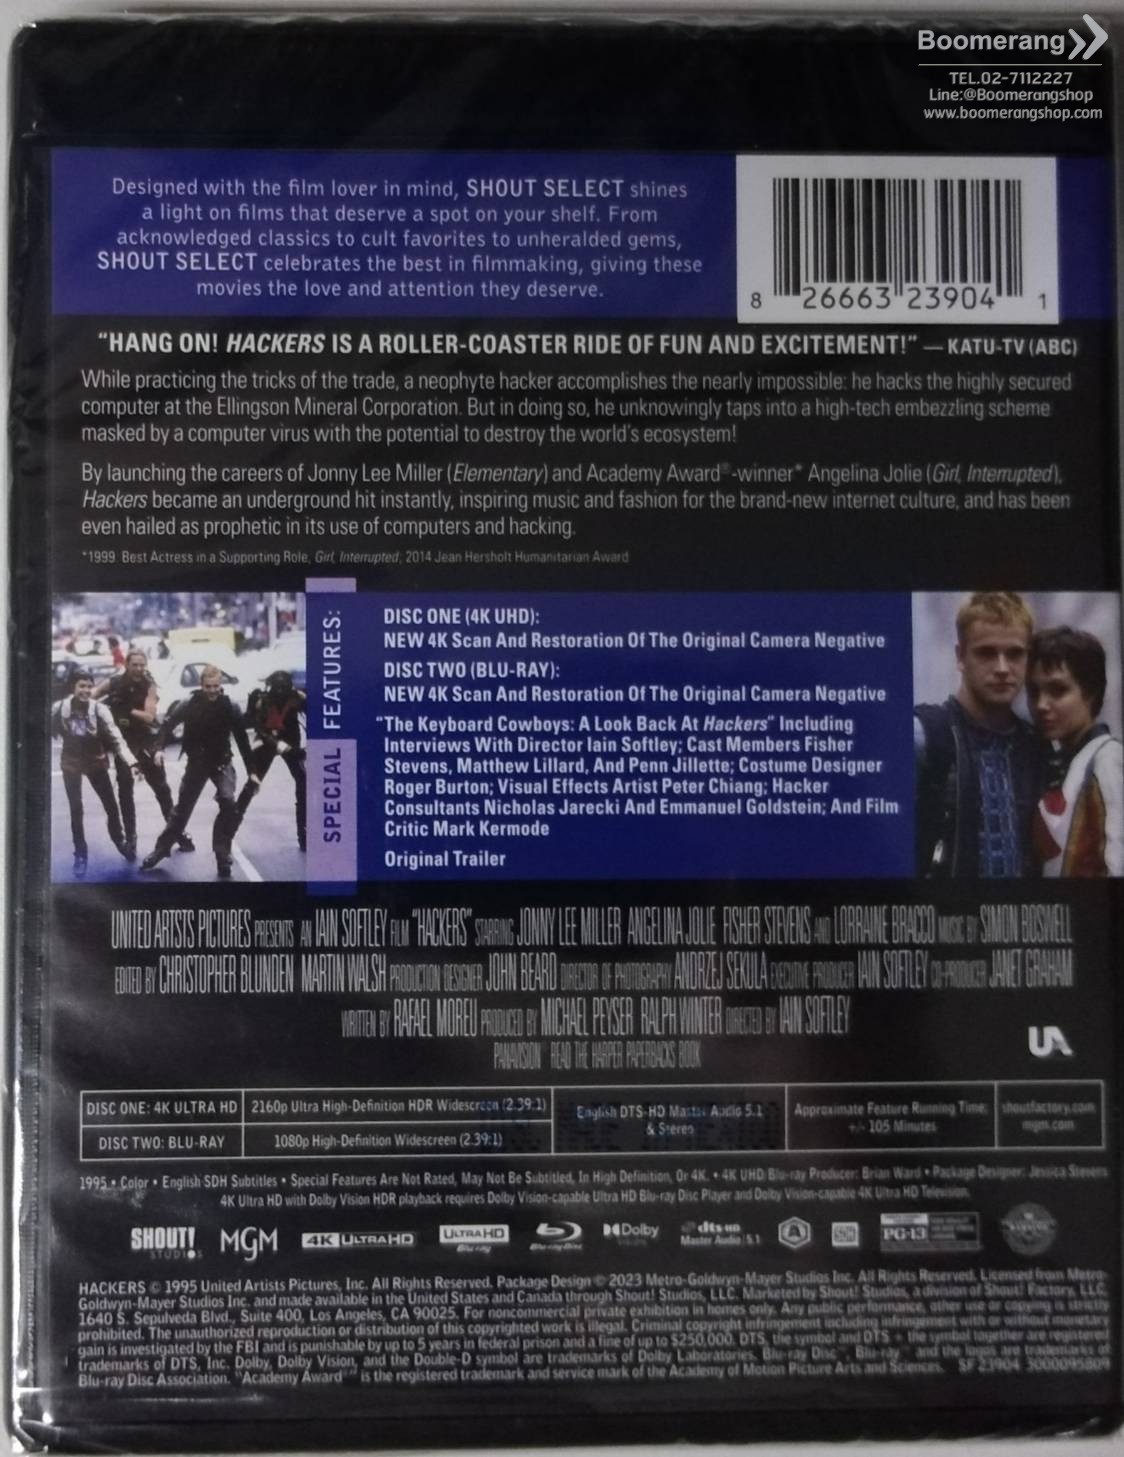 Boomerang
TEL.02-7112227
Line:@Boomerangshop
www.boomerangshop.com
Designed with the film lover in mind, SHOUT SELECT shines
a light on films that deserve a spot on your shelf. From
acknowledged classics to cult favorites to unheralded gems,
SHOUT SELECT celebrates the best in filmmaking, giving these
movies the love and attention they deserve.
8 26663 23904 1
“HANG ON! HACKERS IS A ROLLER-COASTER RIDE OF FUN AND EXCITEMENT!” — KATU-TV (ABC)
While practicing the tricks of the trade, a neophyte hacker accomplishes the nearly impossible: he hacks the highly secured
computer at the Ellingson Mineral Corporation. But in doing so, he unknowingly taps into a high-tech embezzling scheme
masked by a computer virus with the potential to destroy the world's ecosystem!
By launching the careers of Jonny Lee Miller (Elementary) and Academy Award®-winner* Angelina Jolie (Girl, Interrupted),
Hackers became an underground hit instantly, inspiring music and fashion for the brand-new internet culture, and has been
even hailed as prophetic in its use of computers and hacking.
*1999 Best Actress in a Supporting Role, Girl, Interrupted; 2014 Jean Hersholt Humanitarian Award
SPECIAL FEATURES:
DISC ONE (4K UHD):
NEW 4K Scan And Restoration Of The Original Camera Negative
DISC TWO (BLU-RAY):
NEW 4K Scan And Restoration Of The Original Camera Negative
“The Keyboard Cowboys: A Look Back At Hackers” Including
Interviews With Director Iain Softley; Cast Members Fisher
Stevens, Matthew Lillard, And Penn Jillette; Costume Designer
Roger Burton; Visual Effects Artist Peter Chiang; Hacker
Consultants Nicholas Jarecki And Emmanuel Goldstein; And Film
Critic Mark Kermode
Original Trailer
UNITED ARTISTS PICTURES PRESENTS AN IAIN SOFTLEY FILM “HACKERS” STARRING JONNY LEE MILLER ANGELINA JOLIE FISHER STEVENS AND LORRAINE BRACCO MUSIC BY SIMON BOSWELL
EDITED BY CHRISTOPHER BLUNDEN MARTIN WALSH PRODUCTION DESIGNER JOHN BEARD DIRECTOR OF PHOTOGRAPHY ANDRZEJ SEKULA EXECUTIVE PRODUCER IAIN SOFTLEY CO-PRODUCER JANET GRAHAM
WRITTEN BY RAFAEL MOREU PRODUCED BY MICHAEL PEYSER RALPH WINTER DIRECTED BY IAIN SOFTLEY
PANAVISION® READ THE HARPER PAPERBACKS BOOK
UA
DISC ONE: 4K ULTRA HD 2160p Ultra High-Definition HDR Widescreen (2.39:1)
DISC TWO: BLU-RAY 1080p High-Definition Widescreen (2.39:1)
English DTS-HD Master Audio 5.1
& Stereo
Approximate Feature Running Time:
+/- 105 Minutes
shoutfactory.com
mgm.com
1995 • Color • English SDH Subtitles • Special Features Are Not Rated, May Not Be Subtitled, In High Definition, Or 4K. • 4K UHD Blu-ray Producer: Brian Ward • Package Designer: Jessica Stevens
4K Ultra HD with Dolby Vision HDR playback requires Dolby Vision-capable Ultra HD Blu-ray Disc Player and Dolby Vision-capable 4K Ultra HD Television.
SHOUT! STUDIOS MGM 4K ULTRA HD ULTRA HD Blu-ray Blu-ray Disc Dolby VISION dts HD Master Audio 5.1 A PG-13
HACKERS © 1995 United Artists Pictures, Inc. All Rights Reserved. Package Design © 2023 Metro-Goldwyn-Mayer Studios Inc. All Rights Reserved. Licensed from Metro-
Goldwyn-Mayer Studios Inc. and made available in the United States and Canada through Shout! Studios, LLC. Marketed by Shout! Studios, a division of Shout! Factory, LLC,
1640 S. Sepulveda Blvd., Suite 400, Los Angeles, CA 90025. For noncommercial private exhibition in homes only. Any public performance, other use or copying is strictly
prohibited. The unauthorized reproduction or distribution of this copyrighted work is illegal. Criminal copyright infringement including infringement with or without monetary
gain is investigated by the FBI and is punishable by up to 5 years in federal prison and a fine of up to $250,000. DTS, the symbol and DTS + the symbol together are registered
trademarks of DTS, Inc. Dolby, Dolby Vision, and the Double-D symbol are trademarks of Dolby Laboratories. Blu-ray Disc™, Blu-ray™ and the logos are trademarks of
Blu-ray Disc Association. “Academy Award®” is the registered trademark and service mark of the Academy of Motion Picture Arts and Sciences. SF 23904 3000095809